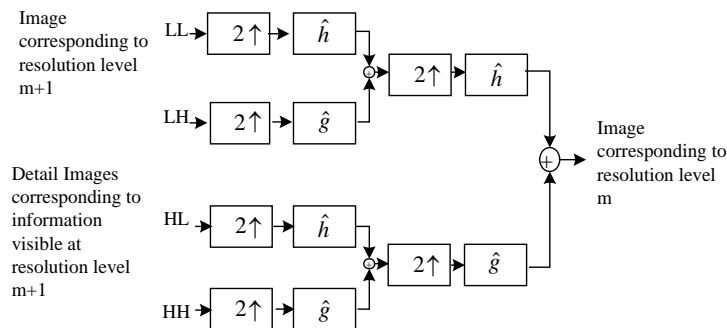 Image
corresponding to
resolution level
m+1
LL 2↑ ĥ
2↑ ĥ
LH 2↑ ĝ
+
+
Image
corresponding to
resolution level
m
Detail Images
corresponding to
information
visible at
resolution level
m+1
HL 2↑ ĥ
+
2↑ ĝ
HH 2↑ ĝ